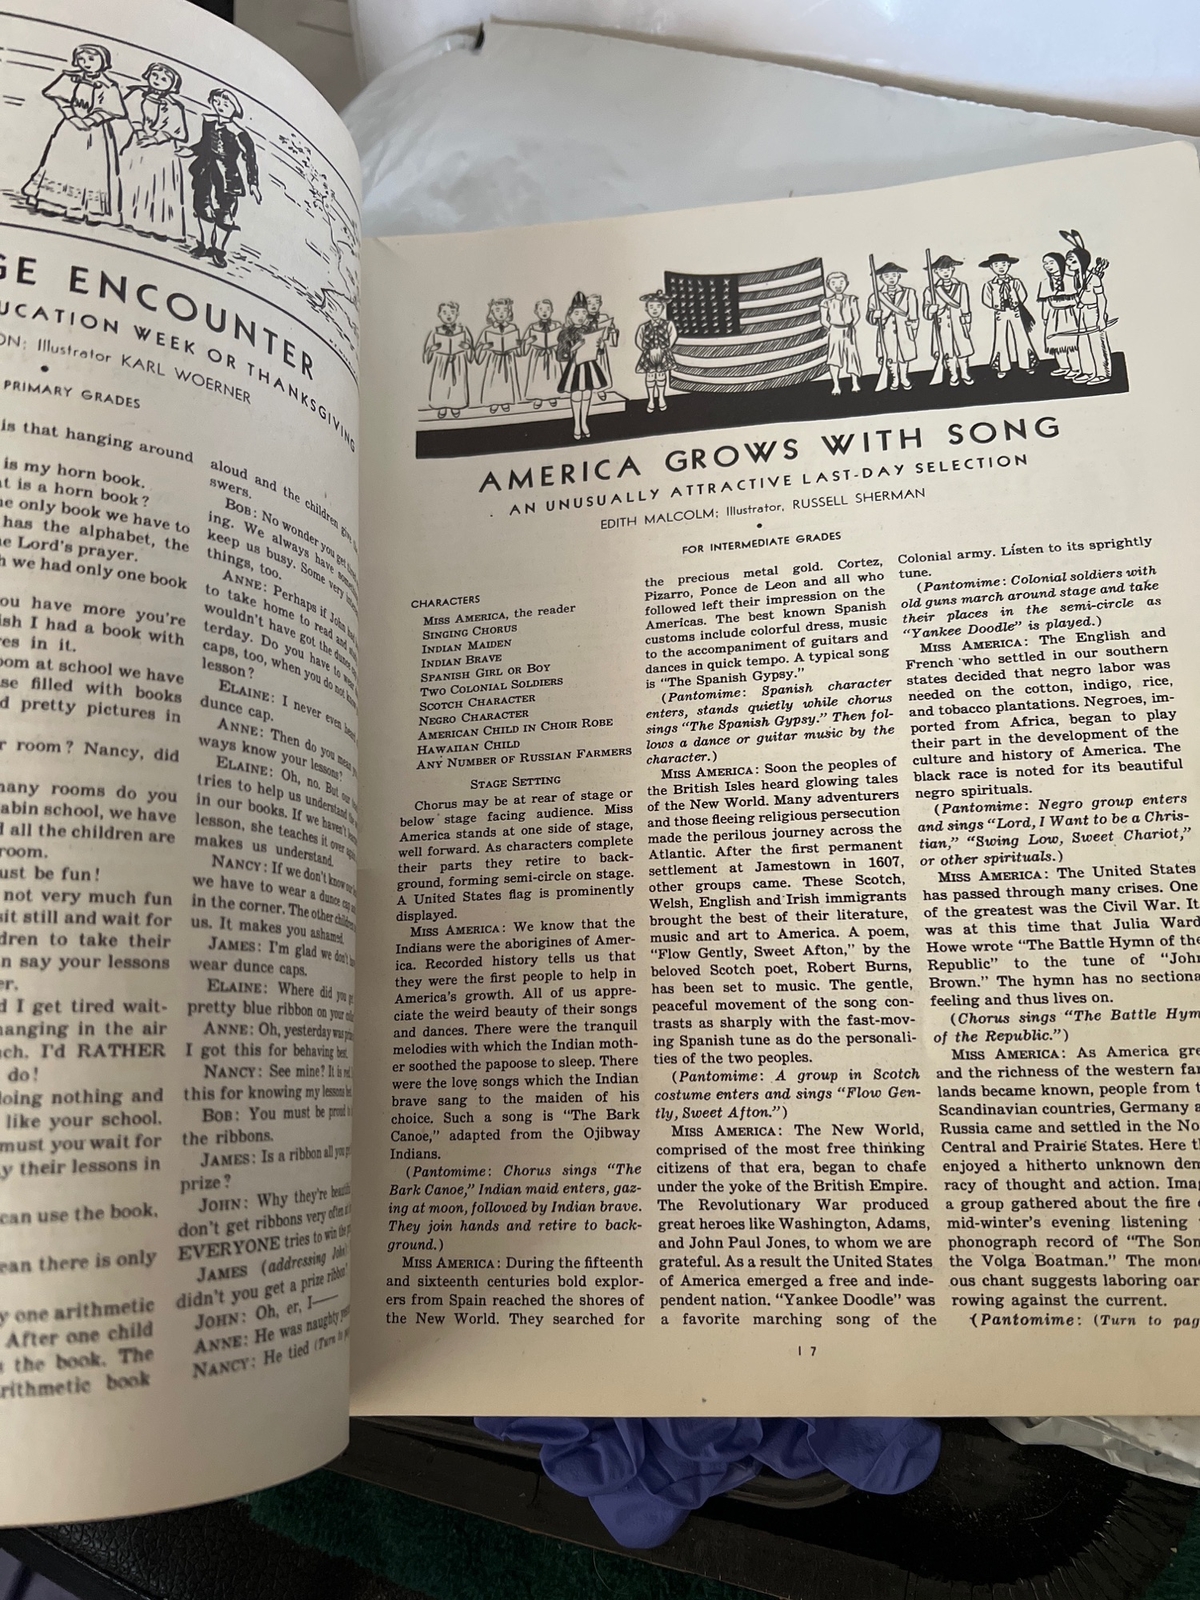 GE ENCOUNTER
UCATION WEEK OR THANKSGIVING
ON: Illustrator KARL WOERNER
PRIMARY GRADES
is that hanging around
is my horn book.
t is a horn book?
e only book we have to
has the alphabet, the
e Lord's prayer.
h we had only one book
ou have more you're
ish I had a book with
es in it.
om at school we have
se filled with books
d pretty pictures in
r room? Nancy, did
many rooms do you
abin school, we have
d all the children are
room.
ust be fun!
not very much fun
sit still and wait for
dren to take their
n say your lessons
er.
d I get tired wait-
hanging in the air
ch. I'd RATHER
do!
doing nothing and
like your school.
must you wait for
y their lessons in
can use the book.
ean there is only
y one arithmetic
After one child
s the book. The
rithmetic book
aloud and the children give
swers.
BOB: No wonder you get
ing. We always have
keep us busy. Some very
things, too.
ANNE: Perhaps if John had
to take home to read and
wouldn't have got the dunce
terday. Do you have to wear
caps, too, when you do not know
lesson?
ELAINE: I never even heard
dunce cap.
ANNE: Then do you mean
ways know your lessons?
ELAINE: Oh, no. But our
tries to help us understand
in our books. If we haven't
lesson, she teaches it over
makes us understand.
NANCY: If we don't know our
we have to wear a dunce cap
in the corner. The other children
us. It makes you ashamed.
JAMES: I'm glad we don't
wear dunce caps.
ELAINE: Where did you get
pretty blue ribbon on your
ANNE: Oh, yesterday was
I got this for behaving best.
NANCY: See mine? It is red.
this for knowing my lessons best
BOB: You must be proud
the ribbons.
JAMES: Is a ribbon all you get
prize?
JOHN: Why they're beautiful
don't get ribbons very often
EVERYONE tries to win the
JAMES (addressing John):
didn't you get a prize ribbon?
JOHN: Oh, er, I—
ANNE: He was naughty
NANCY: He tied (Turn to
AMERICA GROWS WITH SONG
AN UNUSUALLY ATTRACTIVE LAST-DAY SELECTION
EDITH MALCOLM: Illustrator, RUSSELL SHERMAN
FOR INTERMEDIATE GRADES
CHARACTERS
MISS AMERICA, the reader
SINGING CHORUS
INDIAN MAIDEN
INDIAN BRAVE
SPANISH GIRL OR BOY
TWO COLONIAL SOLDIERS
SCOTCH CHARACTER
NEGRO CHARACTER
AMERICAN CHILD IN CHOIR ROBE
HAWAIIAN CHILD
ANY NUMBER OF RUSSIAN FARMERS
STAGE SETTING
Chorus may be at rear of stage or
below stage facing audience. Miss
America stands at one side of stage,
well forward. As characters complete
their parts they retire to back-
ground, forming semi-circle on stage.
A United States flag is prominently
displayed.
MISS AMERICA: We know that the
Indians were the aborigines of Amer-
ica. Recorded history tells us that
they were the first people to help in
America's growth. All of us appre-
ciate the weird beauty of their songs
and dances. There were the tranquil
melodies with which the Indian moth-
er soothed the papoose to sleep. There
were the love songs which the Indian
brave sang to the maiden of his
choice. Such a song is "The Bark
Canoe," adapted from the Ojibway
Indians.
(Pantomime: Chorus sings "The
Bark Canoe," Indian maid enters, gaz-
ing at moon, followed by Indian brave.
They join hands and retire to back-
ground.)
MISS AMERICA: During the fifteenth
and sixteenth centuries bold explor-
ers from Spain reached the shores of
the New World. They searched for
the precious metal gold. Cortez,
Pizarro, Ponce de Leon and all who
followed left their impression on the
Americas. The best known Spanish
customs include colorful dress, music
to the accompaniment of guitars and
dances in quick tempo. A typical song
is "The Spanish Gypsy."
(Pantomime: Spanish character
enters, stands quietly while chorus
sings "The Spanish Gypsy." Then fol-
lows a dance or guitar music by the
character.)
MISS AMERICA: Soon the peoples of
the British Isles heard glowing tales
of the New World. Many adventurers
and those fleeing religious persecution
made the perilous journey across the
Atlantic. After the first permanent
settlement at Jamestown in 1607,
other groups came. These Scotch,
Welsh, English and Irish immigrants
brought the best of their literature,
music and art to America. A poem,
"Flow Gently, Sweet Afton," by the
beloved Scotch poet, Robert Burns,
has been set to music. The gentle,
peaceful movement of the song con-
trasts as sharply with the fast-mov-
ing Spanish tune as do the personali-
ties of the two peoples.
(Pantomime: A group in Scotch
costume enters and sings "Flow Gen-
tly, Sweet Afton.")
MISS AMERICA: The New World,
comprised of the most free thinking
citizens of that era, began to chafe
under the yoke of the British Empire.
The Revolutionary War produced
great heroes like Washington, Adams,
and John Paul Jones, to whom we are
grateful. As a result the United States
of America emerged a free and inde-
pendent nation. "Yankee Doodle" was
a favorite marching song of the
Colonial army. Listen to its sprightly
tune.
(Pantomime: Colonial soldiers with
old guns march around stage and take
their places in the semi-circle as
"Yankee Doodle" is played.)
MISS AMERICA: The English and
French who settled in our southern
states decided that negro labor was
needed on the cotton, indigo, rice,
and tobacco plantations. Negroes, im-
ported from Africa, began to play
their part in the development of the
culture and history of America. The
black race is noted for its beautiful
negro spirituals.
(Pantomime: Negro group enters
and sings "Lord, I Want to be a Chris-
tian," "Swing Low, Sweet Chariot,"
or other spirituals.)
MISS AMERICA: The United States
has passed through many crises. One
of the greatest was the Civil War. It
was at this time that Julia Ward
Howe wrote "The Battle Hymn of the
Republic" to the tune of "John
Brown." The hymn has no sectiona
feeling and thus lives on.
(Chorus sings "The Battle Hym
of the Republic.")
MISS AMERICA: As America gre
and the richness of the western far
lands became known, people from t
Scandinavian countries, Germany a
Russia came and settled in the No
Central and Prairie States. Here th
enjoyed a hitherto unknown dem
racy of thought and action. Imag
a group gathered about the fire
mid-winter's evening listening
phonograph record of "The Son
the Volga Boatman." The mono
ous chant suggests laboring oar
rowing against the current.
(Pantomime: (Turn to pag
17